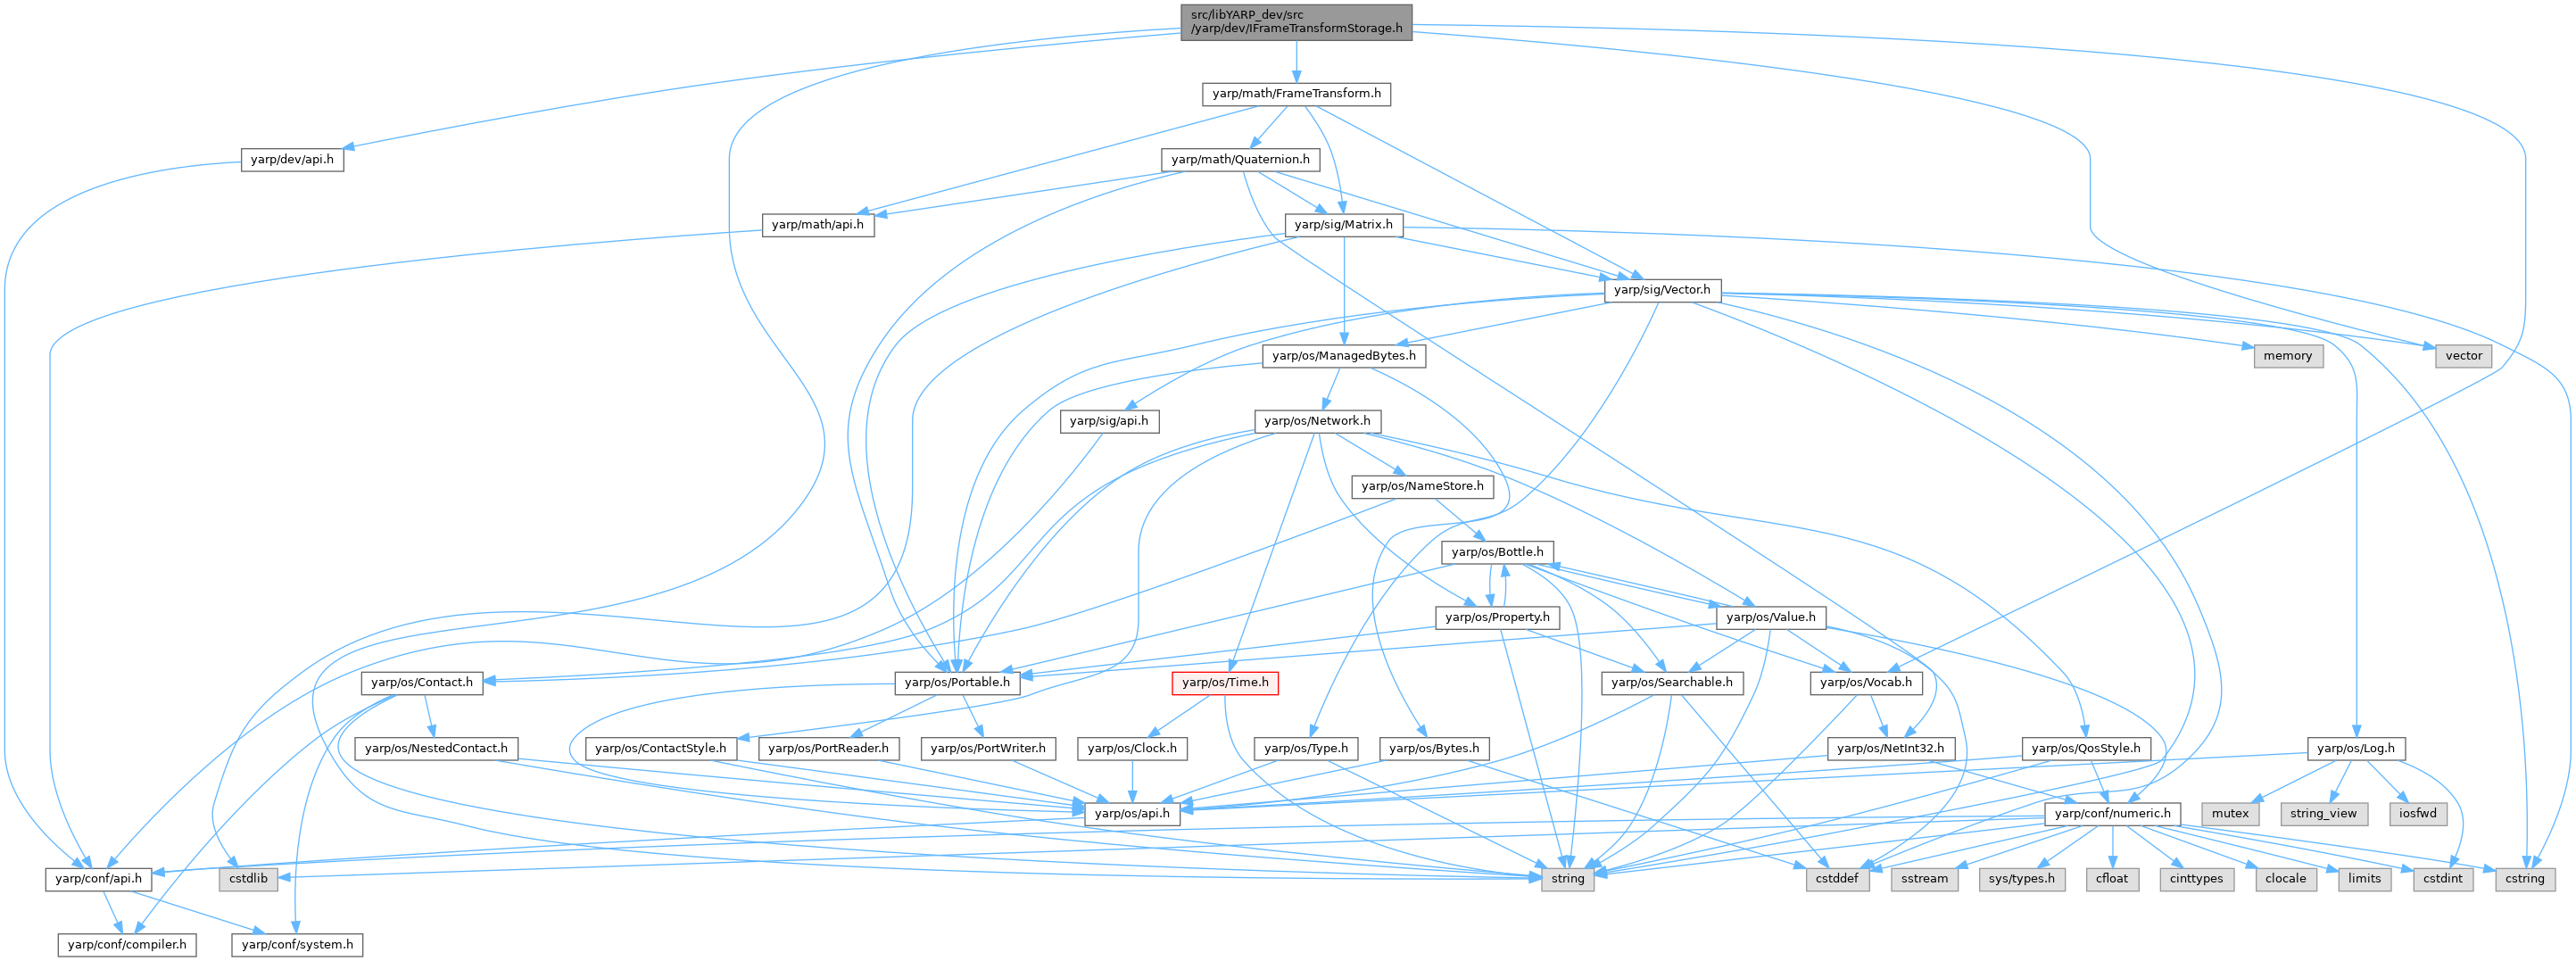 src/libYARP_dev/src
/yarp/dev/IFrameTransformStorage.h
yarp/math/FrameTransform.h
yarp/dev/api.h
yarp/math/Quaternion.h
yarp/math/api.h
yarp/sig/Matrix.h
yarp/sig/Vector.h
yarp/os/ManagedBytes.h
memory
vector
yarp/sig/api.h
yarp/os/Network.h
yarp/os/NameStore.h
yarp/os/Bottle.h
yarp/os/Property.h
yarp/os/Value.h
yarp/os/Contact.h
yarp/os/Portable.h
yarp/os/Time.h
yarp/os/Searchable.h
yarp/os/Vocab.h
yarp/os/NestedContact.h
yarp/os/ContactStyle.h
yarp/os/PortReader.h
yarp/os/PortWriter.h
yarp/os/Clock.h
yarp/os/Type.h
yarp/os/Bytes.h
yarp/os/NetInt32.h
yarp/os/QosStyle.h
yarp/os/Log.h
yarp/os/api.h
yarp/conf/numeric.h
mutex
string_view
iosfwd
yarp/conf/api.h
cstdlib
string
cstddef
sstream
sys/types.h
cfloat
cinttypes
clocale
limits
cstdint
cstring
yarp/conf/compiler.h
yarp/conf/system.h